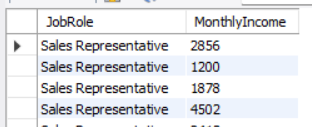 JobRole MonthlyIncome
Sales Representative 2856
Sales Representative 1200
Sales Representative 1878
Sales Representative 4502